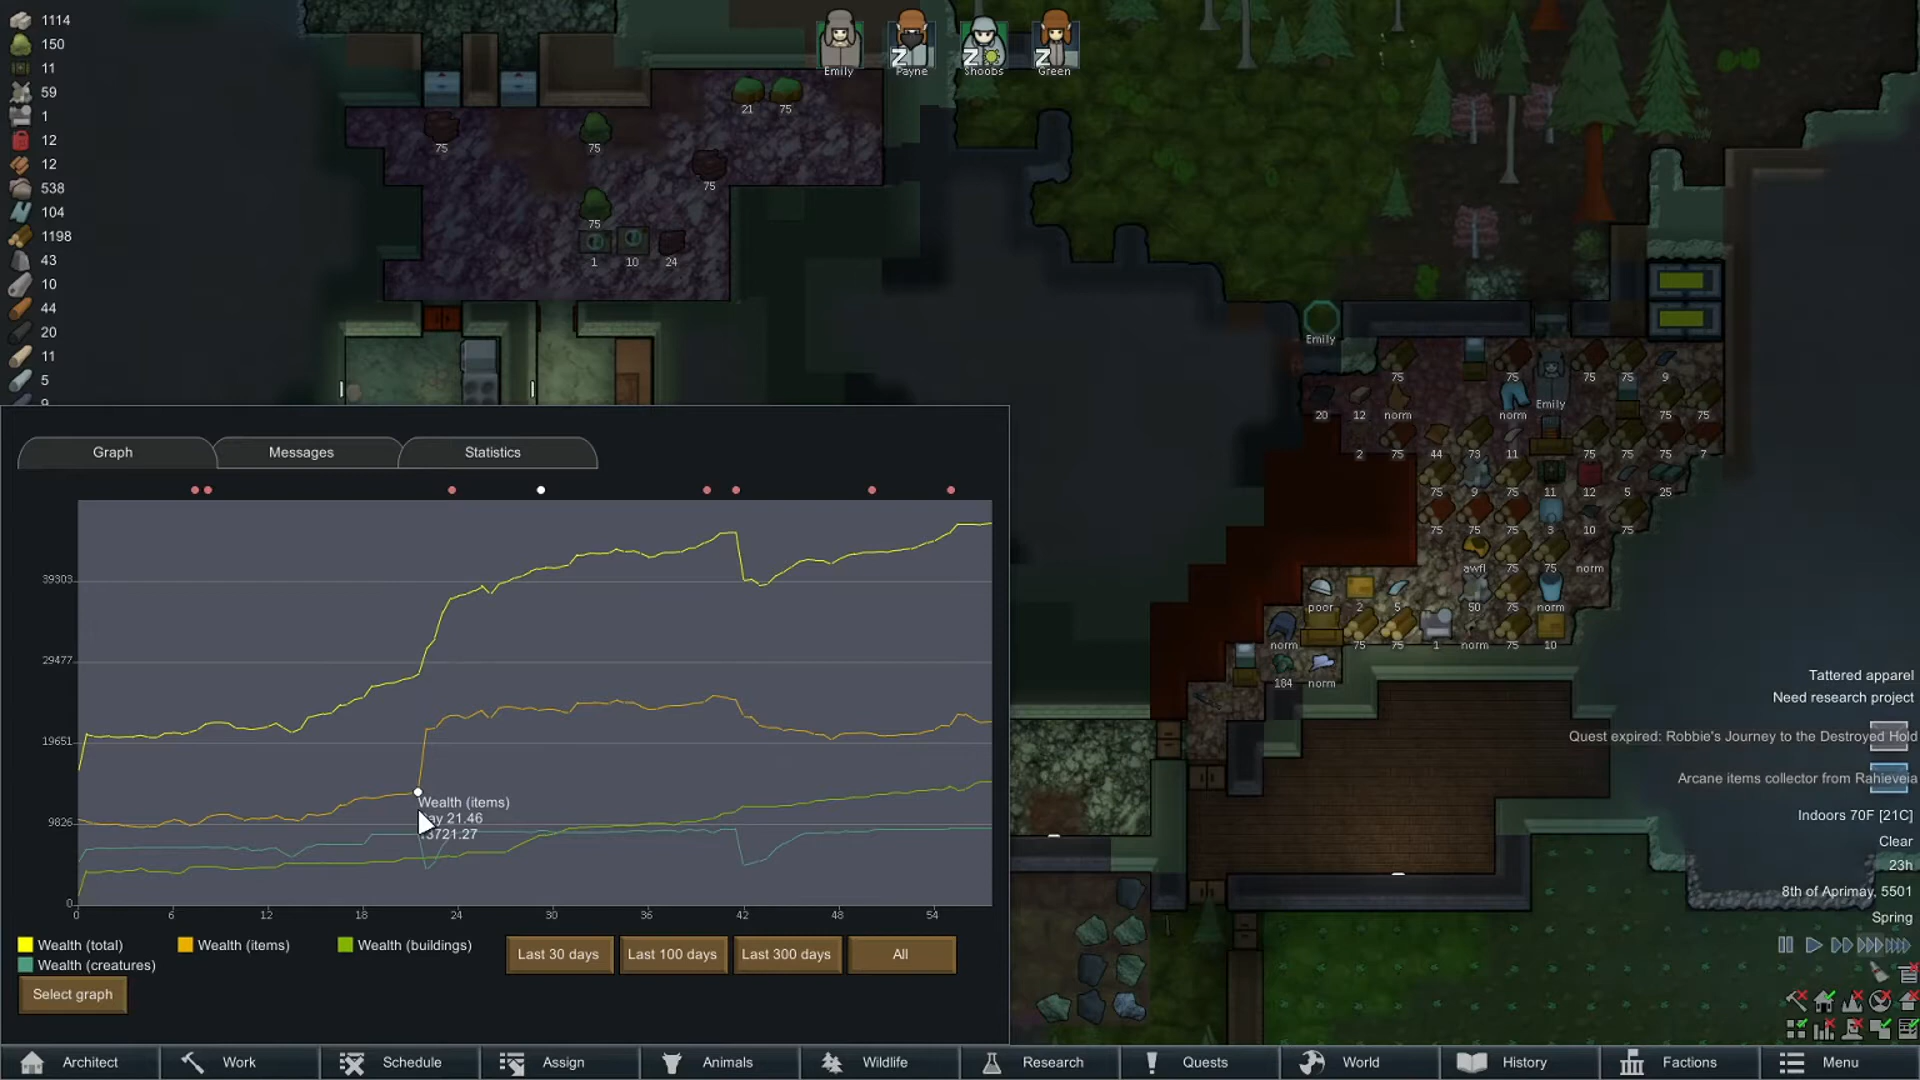 1114
150
11
59
1
12
12
538
104
1198
43
10
44
20
11
5
9
Emily
Payne
Shoobs
Green
Z
Z
Z
21 75
75
75
75
75
1 10 24
Emily
75 75 75 75 9
20 12 norm norm Emily 75 75
2 75 44 73 11 75 75 75 7
75 9 75 11 12 5 25
75 75 75 3 10 75
awfl 75 75 norm
poor 2 5 50 75 norm
norm 75 75 1 norm 75 10
184 norm
Graph
Messages
Statistics
39303
29477
19651
9826
0
0 6 12 18 24 30 36 42 48 54
Wealth (items)
ay 21.46
3721.27
Wealth (total)
Wealth (items)
Wealth (buildings)
Wealth (creatures)
Last 30 days
Last 100 days
Last 300 days
All
Select graph
Tattered apparel
Need research project
Quest expired: Robbie's Journey to the Destroyed Hold
Arcane items collector from Rahieveia
Indoors 70F [21C]
Clear
23h
8th of Aprimay, 5501
Spring
Architect
Work
Schedule
Assign
Animals
Wildlife
Research
Quests
World
History
Factions
Menu